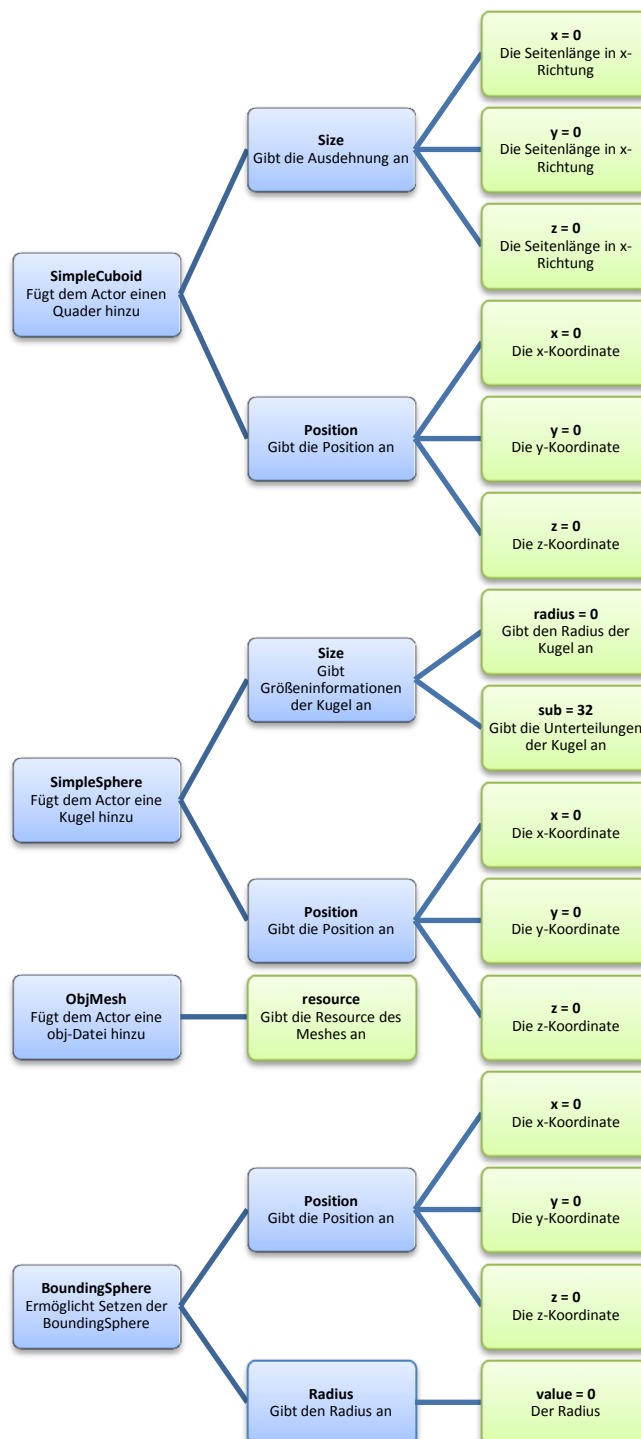 SimpleCuboid
Fügt dem Actor einen
Quader hinzu
Size
Gibt die Ausdehnung an
x = 0
Die Seitenlänge in x-
Richtung
y = 0
Die Seitenlänge in x-
Richtung
z = 0
Die Seitenlänge in x-
Richtung
Position
Gibt die Position an
x = 0
Die x-Koordinate
y = 0
Die y-Koordinate
z = 0
Die z-Koordinate
SimpleSphere
Fügt dem Actor eine
Kugel hinzu
Size
Gibt
Größeninformationen
der Kugel an
radius = 0
Gibt den Radius der
Kugel an
sub = 32
Gibt die Unterteilungen
der Kugel an
Position
Gibt die Position an
x = 0
Die x-Koordinate
y = 0
Die y-Koordinate
z = 0
Die z-Koordinate
ObjMesh
Fügt dem Actor eine
obj-Datei hinzu
resource
Gibt die Resource des
Meshes an
BoundingSphere
Ermöglicht Setzen der
BoundingSphere
Position
Gibt die Position an
x = 0
Die x-Koordinate
y = 0
Die y-Koordinate
z = 0
Die z-Koordinate
Radius
Gibt den Radius an
value = 0
Der Radius